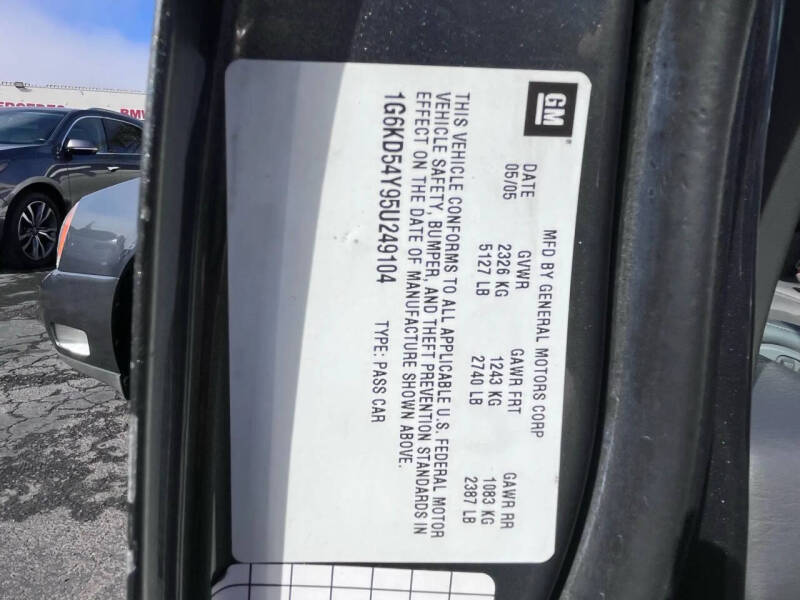 GM
MFD BY GENERAL MOTORS CORP
DATE GVWR GAWR FRT GAWR RR
05/05 2326 KG 1243 KG 1083 KG
5127 LB 2740 LB 2387 LB
THIS VEHICLE CONFORMS TO ALL APPLICABLE U.S. FEDERAL MOTOR
VEHICLE SAFETY, BUMPER, AND THEFT PREVENTION STANDARDS IN
EFFECT ON THE DATE OF MANUFACTURE SHOWN ABOVE.
1G6KD54Y95U249104 TYPE: PASS CAR
BMW